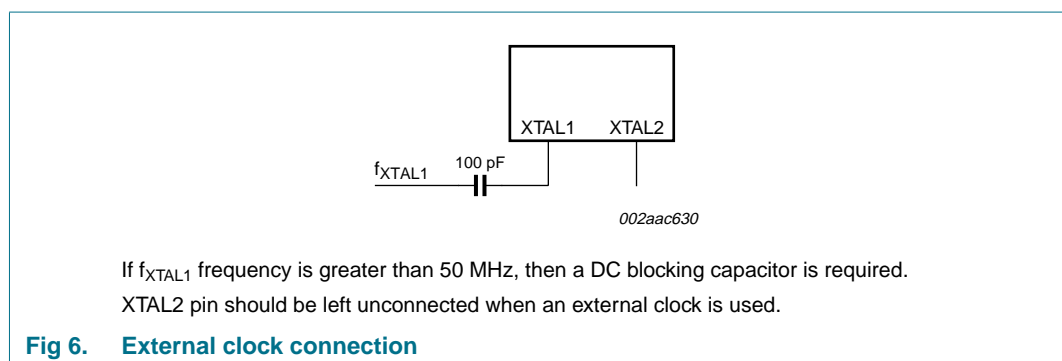 XTAL1 XTAL2
fXTAL1 100 pF
002aac630
If fXTAL1 frequency is greater than 50 MHz, then a DC blocking capacitor is required.
XTAL2 pin should be left unconnected when an external clock is used.
Fig 6. External clock connection